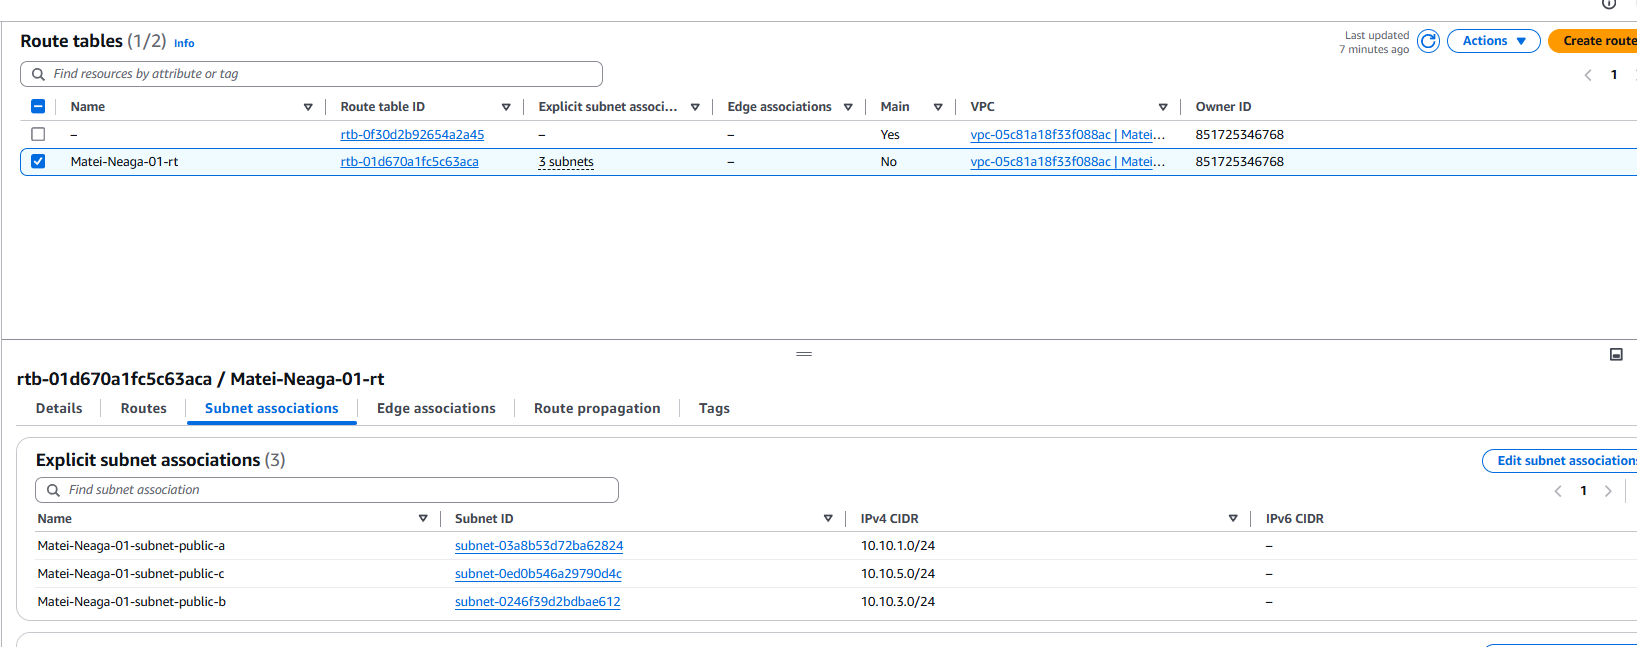 Route tables (1/2) Info
Last updated
7 minutes ago
Actions
Create route
Find resources by attribute or tag
1
Name Route table ID Explicit subnet associ... Edge associations Main VPC Owner ID
– rtb-0f30d2b92654a2a45 – – Yes vpc-05c81a18f33f088ac | Matei... 851725346768
Matei-Neaga-01-rt rtb-01d670a1fc5c63aca 3 subnets – No vpc-05c81a18f33f088ac | Matei... 851725346768
rtb-01d670a1fc5c63aca / Matei-Neaga-01-rt
Details Routes Subnet associations Edge associations Route propagation Tags
Explicit subnet associations (3)
Edit subnet associations
Find subnet association
1
Name Subnet ID IPv4 CIDR IPv6 CIDR
Matei-Neaga-01-subnet-public-a subnet-03a8b53d72ba62824 10.10.1.0/24 –
Matei-Neaga-01-subnet-public-c subnet-0ed0b546a29790d4c 10.10.5.0/24 –
Matei-Neaga-01-subnet-public-b subnet-0246f39d2bdbae612 10.10.3.0/24 –